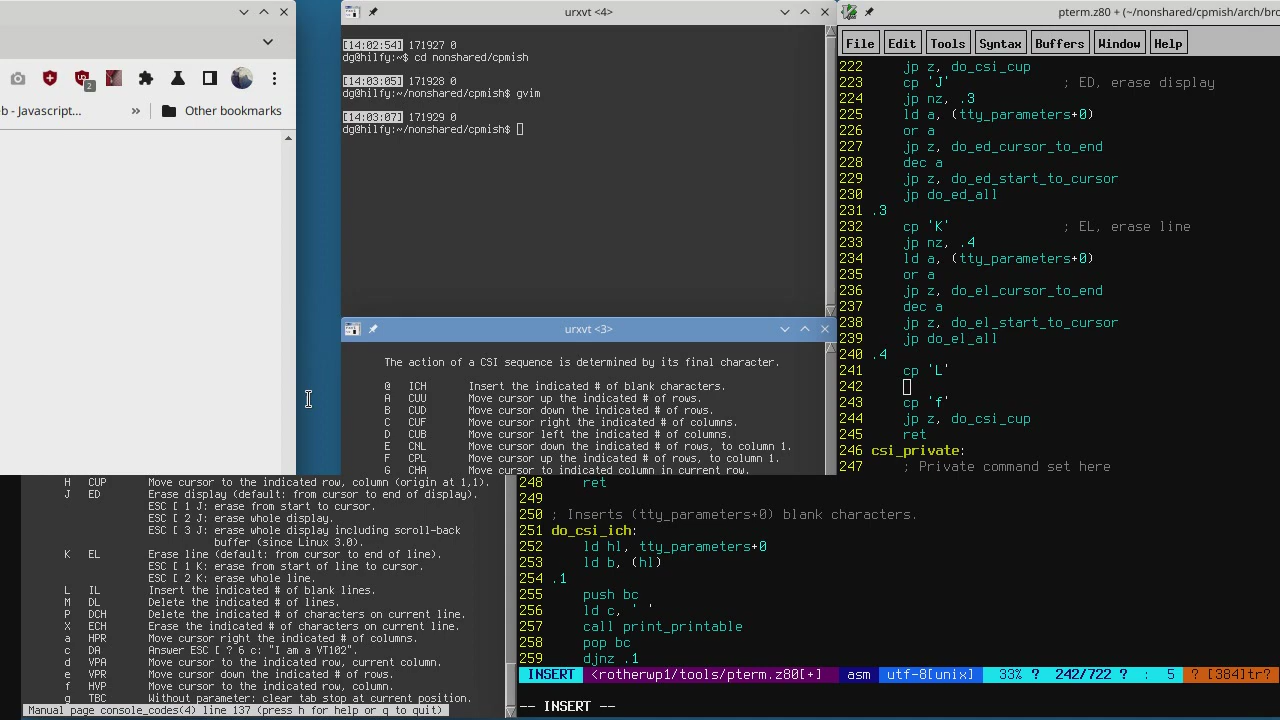 urxvt <4>
[14:02:54] 171927 0
dg@hilfy:~$ cd nonshared/cpmish
[14:03:05] 171928 0
dg@hilfy:~/nonshared/cpmish$ gvim
[14:03:07] 171929 0
dg@hilfy:~/nonshared/cpmish$
2
b - Javascript...
»
Other bookmarks
urxvt <3>
The action of a CSI sequence is determined by its final character.
@ ICH Insert the indicated # of blank characters.
A CUU Move cursor up the indicated # of rows.
B CUD Move cursor down the indicated # of rows.
C CUF Move cursor right the indicated # of columns.
D CUB Move cursor left the indicated # of columns.
E CNL Move cursor down the indicated # of rows, to column 1.
F CPL Move cursor up the indicated # of rows, to column 1.
G CHA Move cursor to indicated column in current row.
H CUP Move cursor to the indicated row, column (origin at 1,1).
J ED Erase display (default: from cursor to end of display).
ESC [ 1 J: erase from start to cursor.
ESC [ 2 J: erase whole display.
ESC [ 3 J: erase whole display including scroll-back
buffer (since Linux 3.0).
K EL Erase line (default: from cursor to end of line).
ESC [ 1 K: erase from start of line to cursor.
ESC [ 2 K: erase whole line.
L IL Insert the indicated # of blank lines.
M DL Delete the indicated # of lines.
P DCH Delete the indicated # of characters on current line.
X ECH Erase the indicated # of characters on current line.
a HPR Move cursor right the indicated # of columns.
c DA Answer ESC [ ? 6 c: "I am a VT102".
d VPA Move cursor to the indicated row, current column.
e VPR Move cursor down the indicated # of rows.
f HVP Move cursor to the indicated row, column.
g TBC Without parameter: clear tab stop at current position.
Manual page console_codes(4) line 137 (press h for help or q to quit)
pterm.z80 + (~/nonshared/cpmish/arch/bro
File Edit Tools Syntax Buffers Window Help
222 jp z, do_csi_cup
223 cp 'J' ; ED, erase display
224 jp nz, .3
225 ld a, (tty_parameters+0)
226 or a
227 jp z, do_ed_cursor_to_end
228 dec a
229 jp z, do_ed_start_to_cursor
230 jp do_ed_all
231 .3
232 cp 'K' ; EL, erase line
233 jp nz, .4
234 ld a, (tty_parameters+0)
235 or a
236 jp z, do_el_cursor_to_end
237 dec a
238 jp z, do_el_start_to_cursor
239 jp do_el_all
240 .4
241 cp 'L'
242
243 cp 'f'
244 jp z, do_csi_cup
245 ret
246 csi_private:
247 ; Private command set here
248 ret
249
250 ; Inserts (tty_parameters+0) blank characters.
251 do_csi_ich:
252 ld hl, tty_parameters+0
253 ld b, (hl)
254 .1
255 push bc
256 ld c, ' '
257 call print_printable
258 pop bc
259 djnz .1
INSERT <rotherwp1/tools/pterm.z80[+] asm utf-8[unix] 33% ? 242/722 ? : 5 ? [384]tr?
-- INSERT --